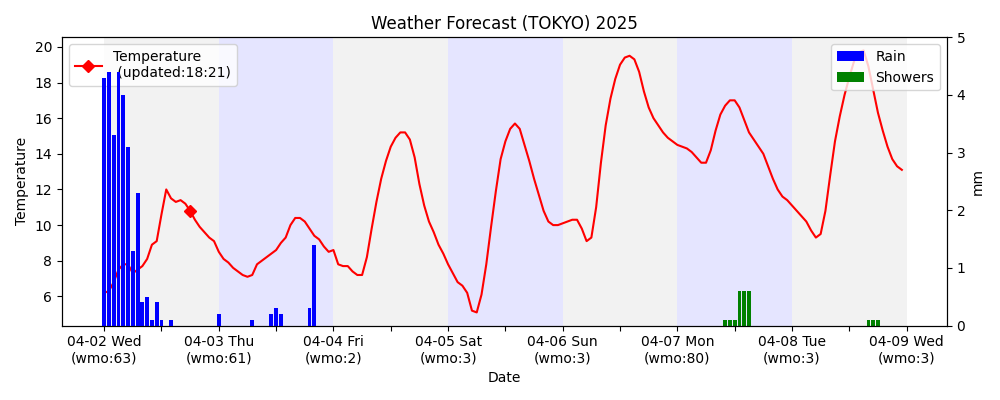 Weather Forecast (TOKYO) 2025
Temperature
(updated:18:21)
Rain
Showers
Temperature
20
18
16
14
12
10
8
6
5
4
3
2
1
0
mm
04-02 Wed
(wmo:63)
04-03 Thu
(wmo:61)
04-04 Fri
(wmo:2)
04-05 Sat
(wmo:3)
04-06 Sun
(wmo:3)
04-07 Mon
(wmo:80)
04-08 Tue
(wmo:3)
04-09 Wed
(wmo:3)
Date